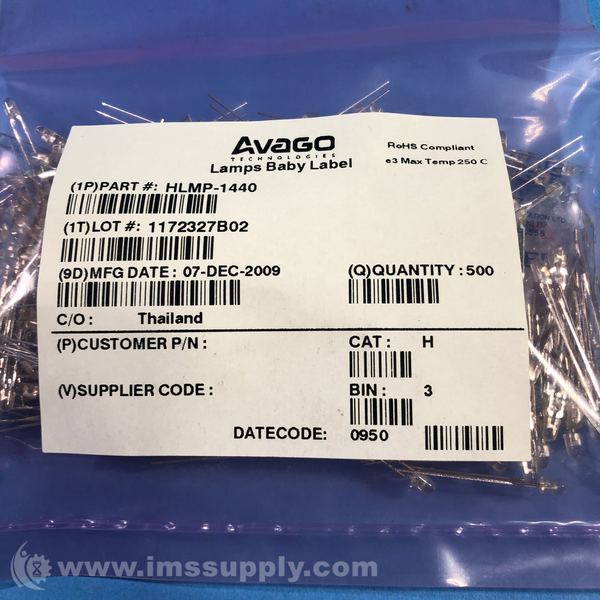 AVAGO
TECHNOLOGIES
Lamps Baby Label
RoHS Compliant
e3 Max Temp 250 C
(1P)PART #: HLMP-1440
(1T)LOT #: 1172327B02
(9D)MFG DATE : 07-DEC-2009
(Q)QUANTITY : 500
C/O : Thailand
(P)CUSTOMER P/N :
CAT : H
(V)SUPPLIER CODE :
BIN : 3
DATECODE: 0950
www.imssupply.com